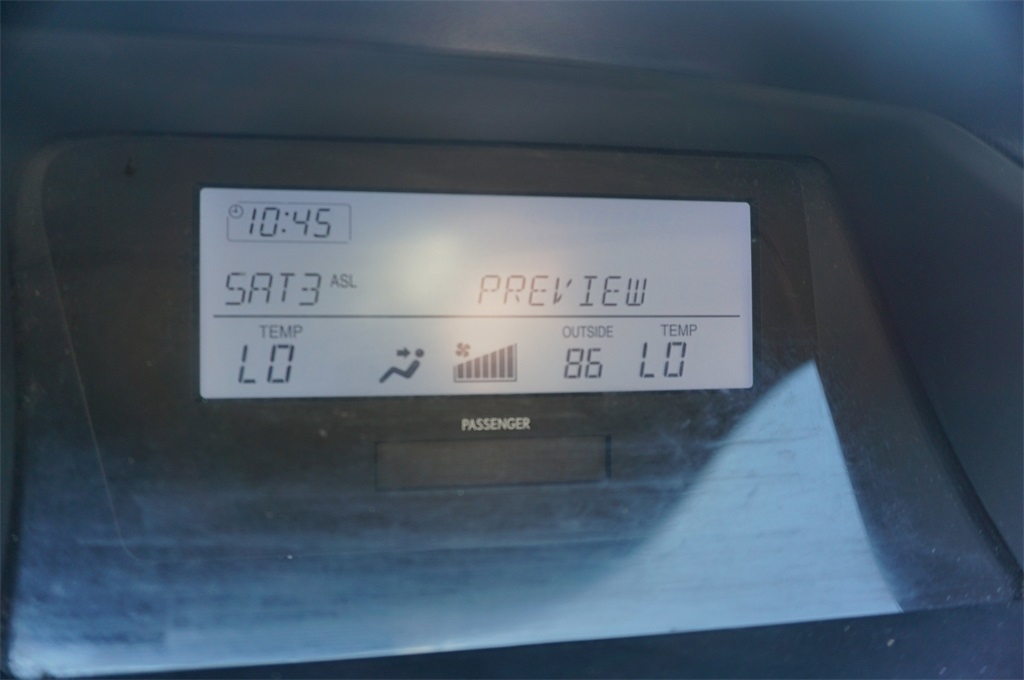 10:45
SAT3 ASL PREVIEW
TEMP OUTSIDE TEMP
LO 86 LO
PASSENGER